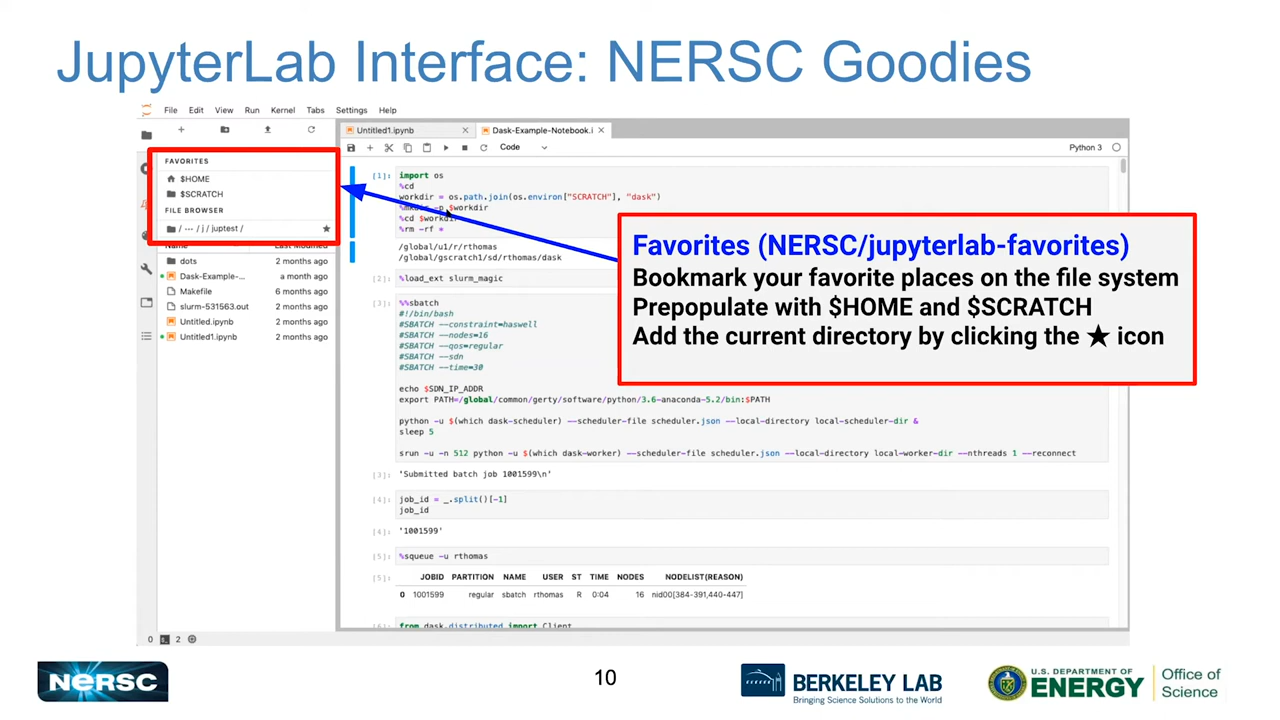 JupyterLab Interface: NERSC Goodies
File Edit View Run Kernel Tabs Settings Help
Untitled1.ipynb
Dask-Example-Notebook.i
Code
Python 3
FAVORITES
$HOME
$SCRATCH
FILE BROWSER
/ ··· / j / juptest /
Name Last Modified
dots 2 months ago
Dask-Example-... a month ago
Makefile 6 months ago
slurm-531563.out 2 months ago
Untitled.ipynb 2 months ago
Untitled1.ipynb 2 months ago
[1]: import os
%cd
workdir = os.path.join(os.environ["SCRATCH"], "dask")
%mkdir -p $workdir
%cd $workdir
%rm -rf *
/global/u1/r/rthomas
/global/gscratch1/sd/rthomas/dask
[2]: %load_ext slurm_magic
[3]: %%sbatch
#!/bin/bash
#SBATCH --constraint=haswell
#SBATCH --nodes=16
#SBATCH --qos=regular
#SBATCH --sdn
#SBATCH --time=30
echo $SDN_IP_ADDR
export PATH=/global/common/gerty/software/python/3.6-anaconda-5.2/bin:$PATH
python -u $(which dask-scheduler) --scheduler-file scheduler.json --local-directory local-scheduler-dir &
sleep 5
srun -u -n 512 python -u $(which dask-worker) --scheduler-file scheduler.json --local-directory local-worker-dir --nthreads 1 --reconnect
[3]: 'Submitted batch job 1001599\n'
[4]: job_id = _.split()[-1]
job_id
[4]: '1001599'
[5]: %squeue -u rthomas
[5]: JOBID PARTITION NAME USER ST TIME NODES NODELIST(REASON)
0 1001599 regular sbatch rthomas R 0:04 16 nid00[384-391,440-447]
from dask.distributed import Client
Favorites (NERSC/jupyterlab-favorites)
Bookmark your favorite places on the file system
Prepopulate with $HOME and $SCRATCH
Add the current directory by clicking the ★ icon
0 2
NERSC
10
BERKELEY LAB
Bringing Science Solutions to the World
U.S. DEPARTMENT OF
ENERGY
Office of
Science